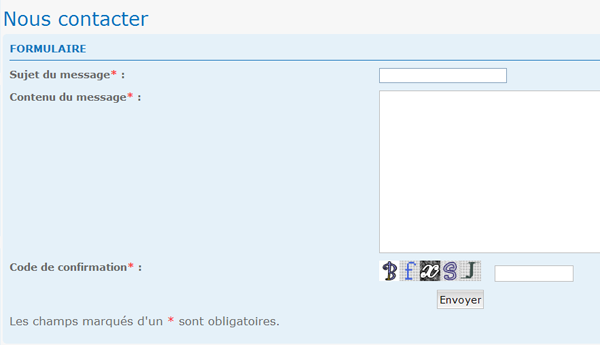 Nous contacter
FORMULAIRE
Sujet du message* :
Contenu du message* :
Code de confirmation* : BfxSJ
Envoyer
Les champs marqués d'un * sont obligatoires.